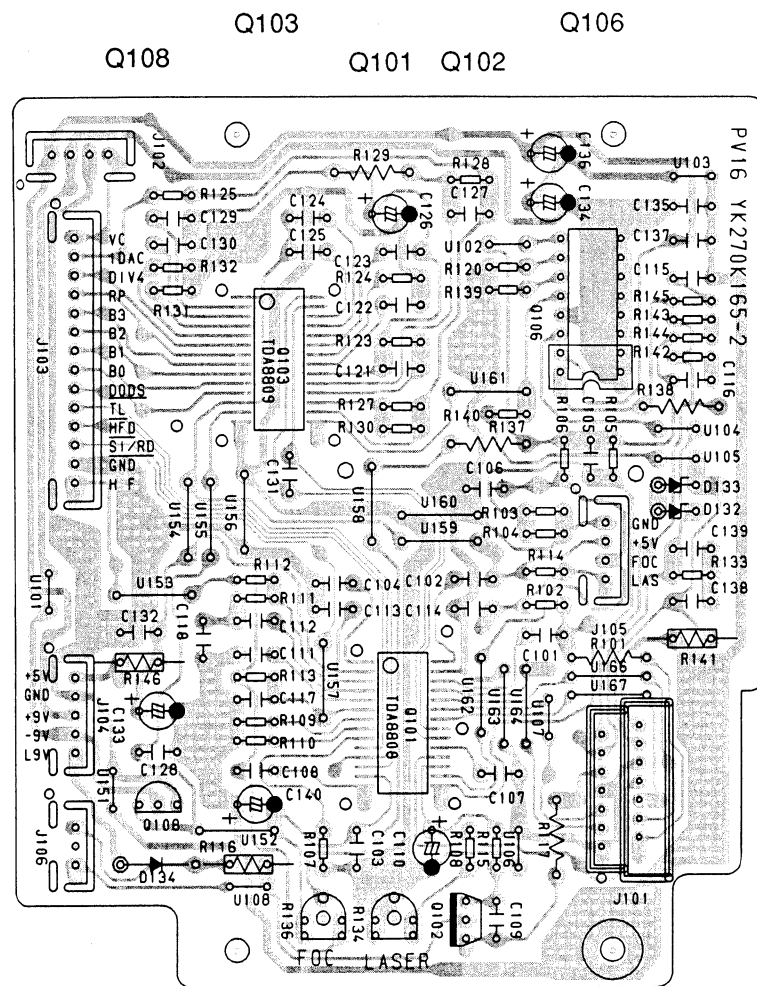 Q103
Q106
Q108
Q101
Q102
PV16 YK270K165-2
J102
R129
R128
C136
U103
R125
C124
C127
C126
C134
C135
C129
C125
C130
C123
U102
C137
R132
R124
R120
C115
R131
C122
R139
Q106
R145
R143
R144
R142
VC
1DAC
DIV4
RP
B3
B2
B1
B0
DODS
TL
HFD
SI/RD
GND
HF
J103
Q103
TDA8809
R123
C121
U161
R138
C116
R127
R140
R137
R130
R106
C105
R105
U104
U105
C131
C106
D133
D132
U154
U155
U156
U158
U160
U159
R103
R104
R114
R102
GND
+5V
FOC
LAS
C139
R133
C138
R112
R111
C104
C102
C113
C114
C112
U101
U153
C132
C118
C101
J105
R101
U166
U167
R141
C111
R113
C117
R109
R110
U157
Q101
TDA8808
U162
U163
U164
U107
R146
+5V
GND
+9V
-9V
L9V
J104
C133
C128
C108
C107
U151
C140
Q108
U152
R107
C103
C110
R108
R115
U106
R117
J106
D134
R116
U108
R136
R134
Q102
C109
J101
FOC
LASER